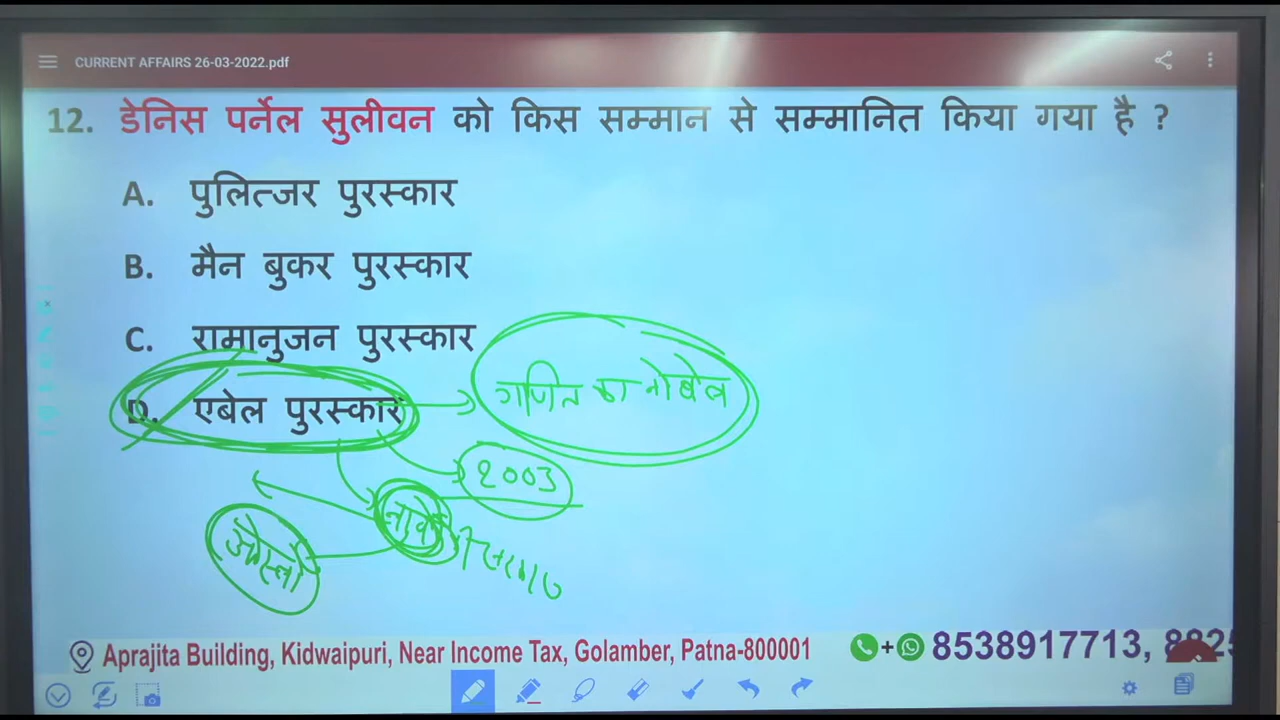 CURRENT AFFAIRS 26-03-2022.pdf
12. डेनिस पर्नेल सुलीवन को किस सम्मान से सम्मानित किया गया है ?
A. पुलित्जर पुरस्कार
B. मैन बुकर पुरस्कार
C. रामानुजन पुरस्कार
D. एबेल पुरस्कार
गणित का नोबेल
2003
नार्वे
ओस्लो
Aprajita Building, Kidwaipuri, Near Income Tax, Golamber, Patna-800001
+ 8538917713,